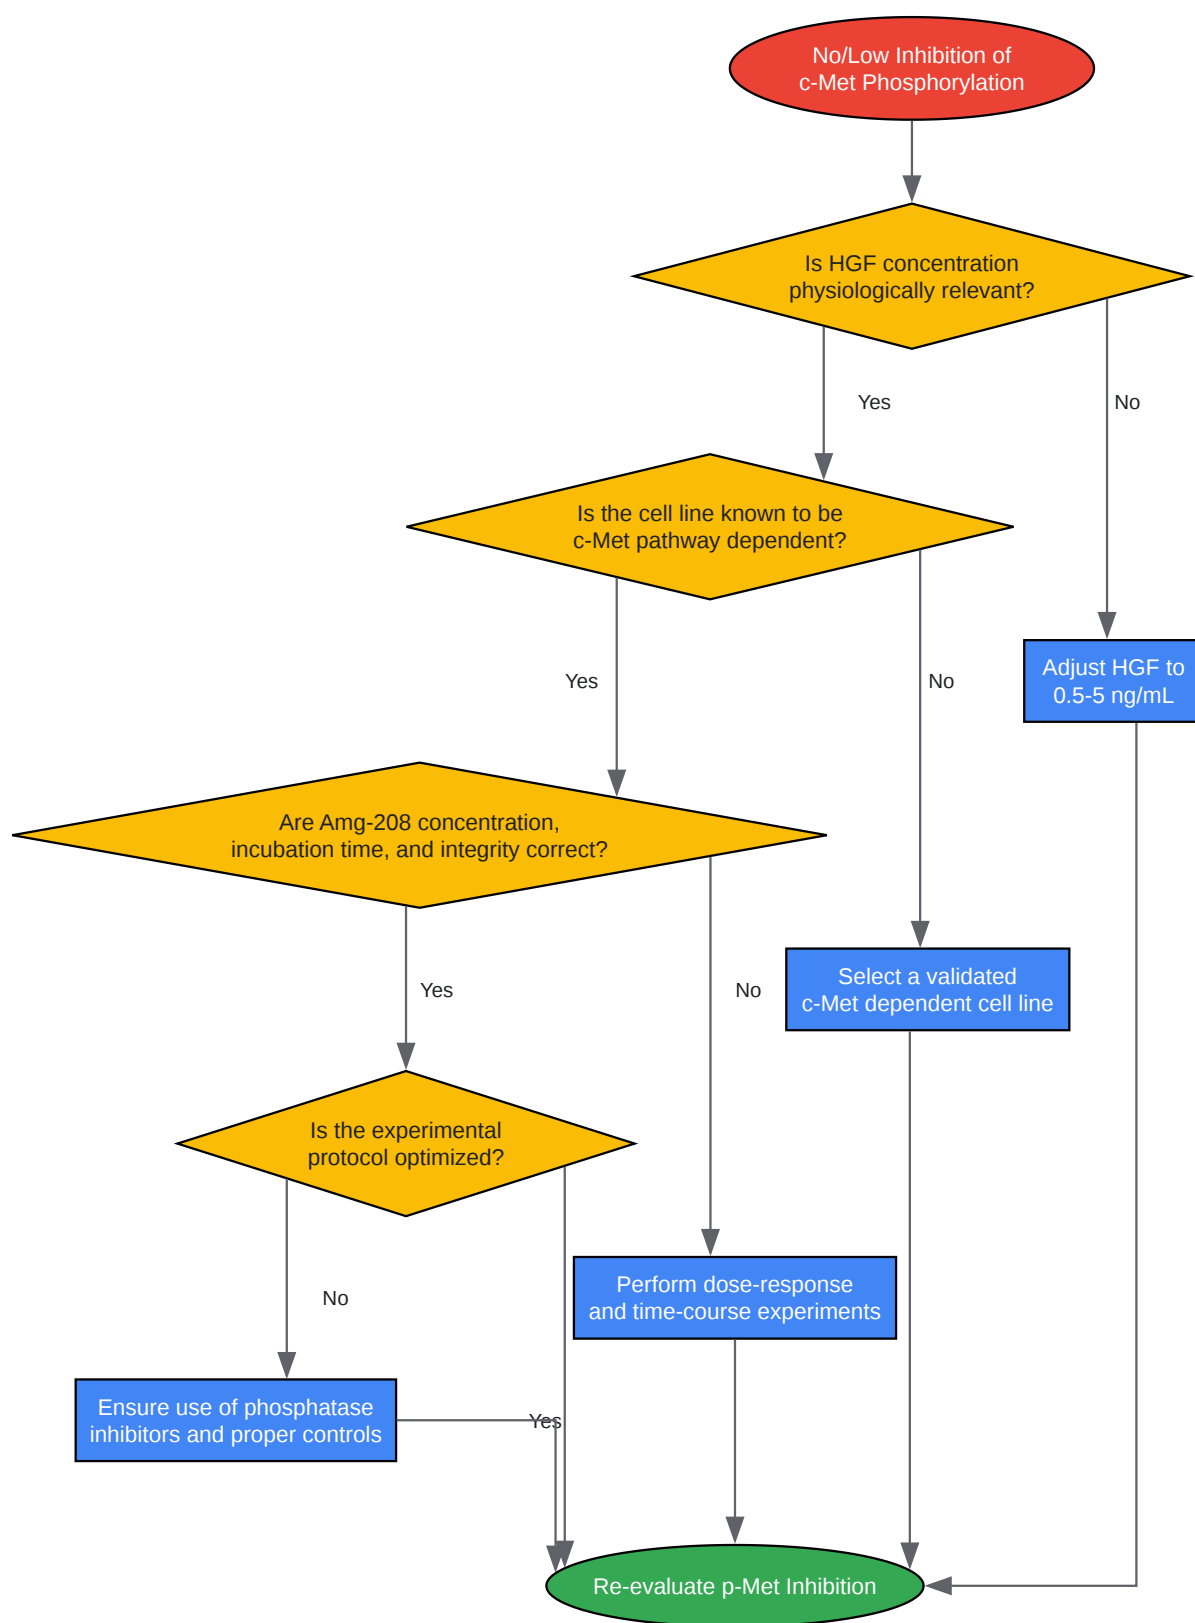 No/Low Inhibition of
c-Met Phosphorylation
Is HGF concentration
physiologically relevant?
Yes
No
Is the cell line known to be
c-Met pathway dependent?
Yes
No
Adjust HGF to
0.5-5 ng/mL
Are Amg-208 concentration,
incubation time, and integrity correct?
Yes
No
Select a validated
c-Met dependent cell line
Is the experimental
protocol optimized?
No
Perform dose-response
and time-course experiments
Ensure use of phosphatase
inhibitors and proper controls
Yes
Re-evaluate p-Met Inhibition